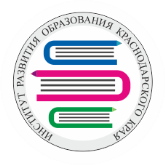 ИНСТИТУТ РАЗВИТИЯ ОБРАЗОВАНИЯ КРАСНОДАРСКОГО КРАЯ